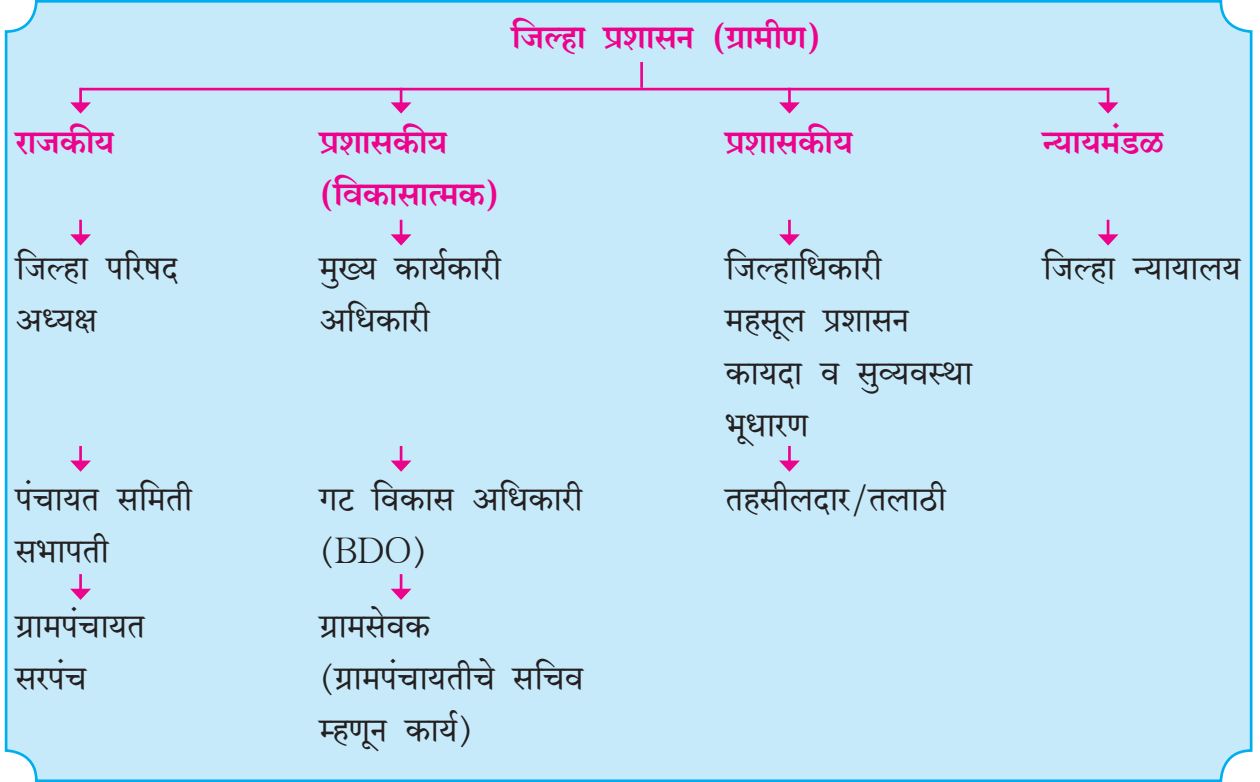 जिल्हा प्रशासन (ग्रामीण)
राजकीय
जिल्हा परिषद
अध्यक्ष
पंचायत समिती
सभापती
ग्रामपंचायत
सरपंच
प्रशासकीय
(विकासात्मक)
मुख्य कार्यकारी
अधिकारी
गट विकास अधिकारी
(BDO)
ग्रामसेवक
(ग्रामपंचायतीचे सचिव
म्हणून कार्य)
प्रशासकीय
जिल्हाधिकारी
महसूल प्रशासन
कायदा व सुव्यवस्था
भूधारण
तहसीलदार/तलाठी
न्यायमंडळ
जिल्हा न्यायालय